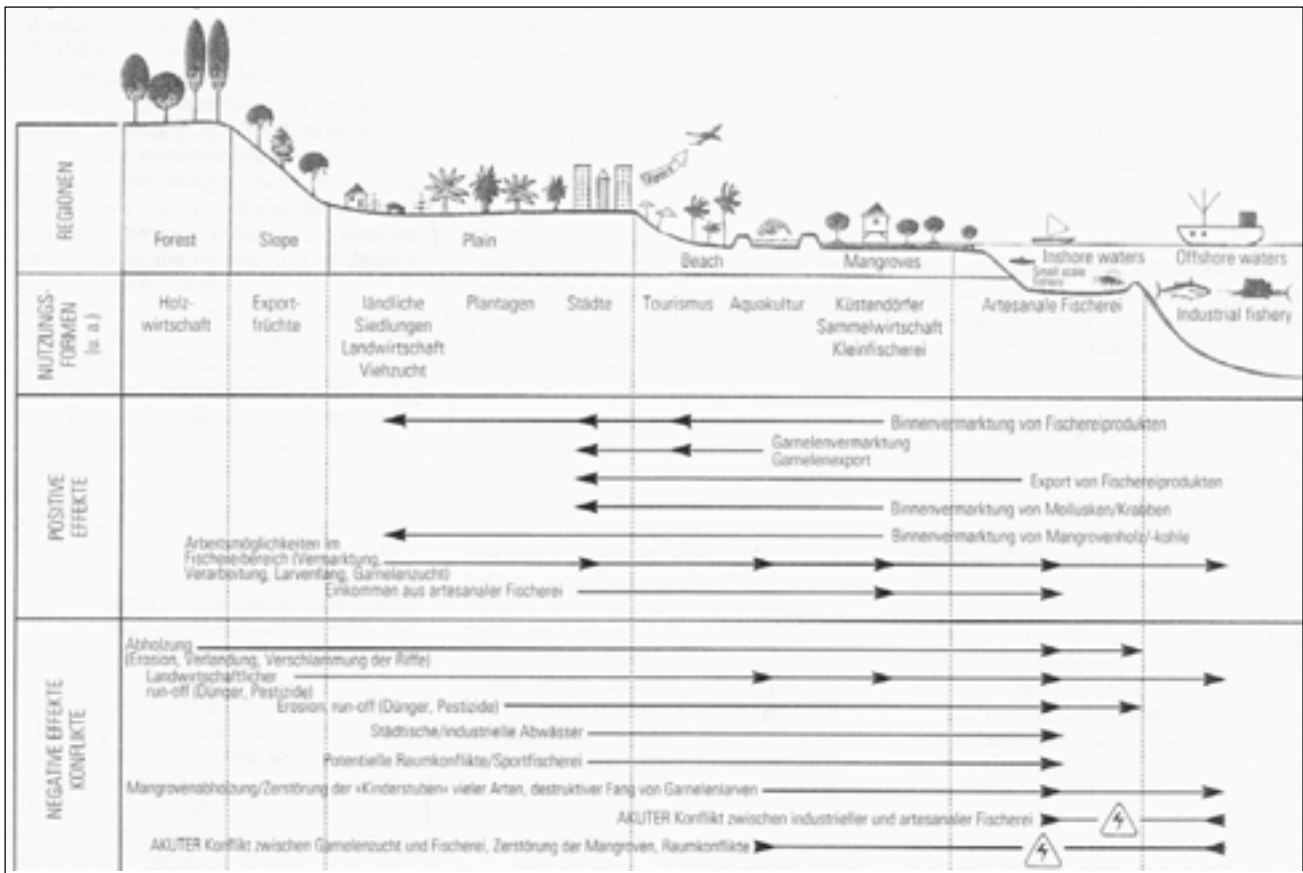 REGIONEN
Forest
Slope
Plain
Beach
Mangroves
Inshore waters
Small scale
fishery
Offshore waters
NUTZUNGS-
FORMEN
(u. a.)
Holz-
wirtschaft
Export-
früchte
ländliche
Siedlungen
Landwirtschaft
Viehzucht
Plantagen
Städte
Tourismus
Aquakultur
Küstendörfer
Sammelwirtschaft
Kleinfischerei
Artesanale Fischerei
Industrial fishery
POSITIVE
EFFEKTE
Binnenvermarktung von Fischereiprodukten
Garnelenvermarktung
Garnelenexport
Export von Fischereiprodukten
Binnenvermarktung von Mollusken/Krabben
Binnenvermarktung von Mangrovenholz/-kohle
Arbeitsmöglichkeiten im
Fischereibereich (Vermarktung,
Verarbeitung, Larvenfang, Garnelenzucht)
Einkommen aus artesanaler Fischerei
NEGATIVE EFFEKTE
KONFLIKTE
Abholzung
(Erosion, Verlandung, Verschlammung der Riffe)
Landwirtschaftlicher
run-off (Dünger, Pestizide)
Erosion, run-off (Dünger, Pestizide)
Städtische/industrielle Abwässer
Potentielle Raumkonflikte/Sportfischerei
Mangrovenabholzung/Zerstörung der »Kinderstuben« vieler Arten, destruktiver Fang von Garnelenlarven
AKUTER Konflikt zwischen industrieller und artesanaler Fischerei
AKUTER Konflikt zwischen Garnelenzucht und Fischerei, Zerstörung der Mangroven, Raumkonflikte